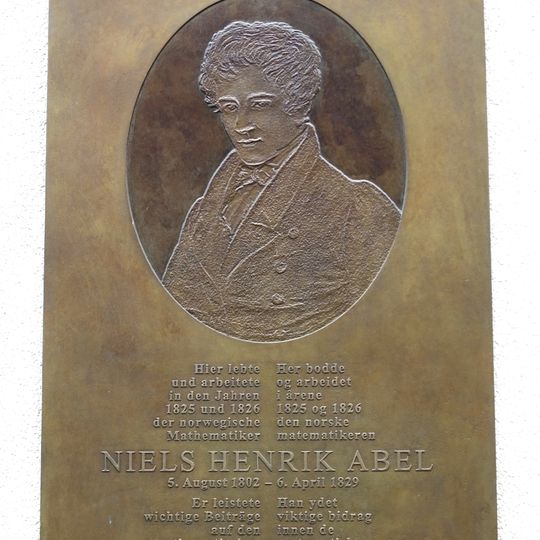 Hier lebte
und arbeitete
in den Jahren
1825 und 1826
der norwegische
Mathematiker
Her bodde
og arbeidet
i årene
1825 og 1826
den norske
matematikeren
NIELS HENRIK ABEL
5. August 1802 – 6. April 1829
Er leistete
wichtige Beiträge
auf den
Han ydet
viktige bidrag
innen de